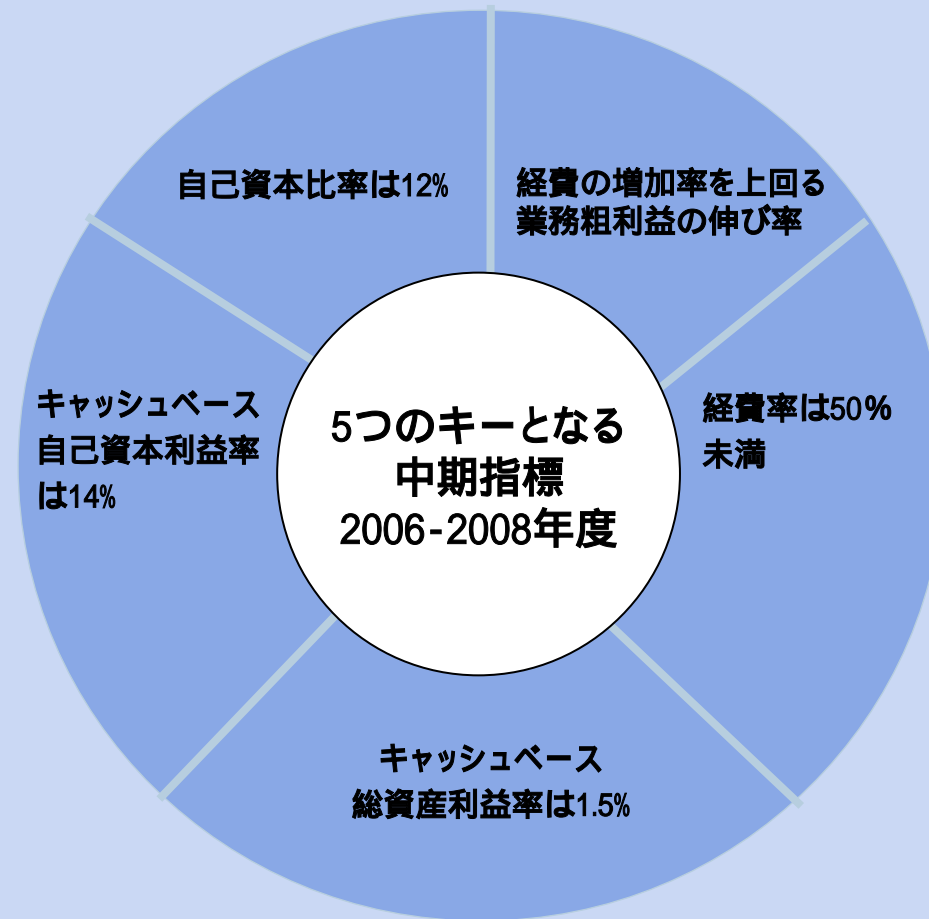 自己資本比率は12%
経費の増加率を上回る
業務粗利益の伸び率
キャッシュベース
自己資本利益率
は14%
5つのキーとなる
中期指標
2006-2008年度
経費率は50%
未満
キャッシュベース
総資産利益率は1.5%